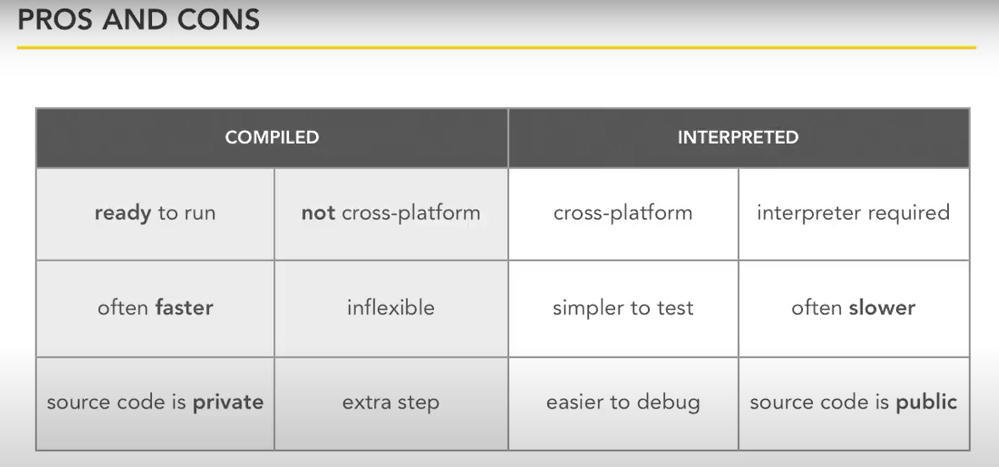 PROS AND CONS
COMPILED
INTERPRETED
ready to run
not cross-platform
cross-platform
interpreter required
often faster
inflexible
simpler to test
often slower
source code is private
extra step
easier to debug
source code is public